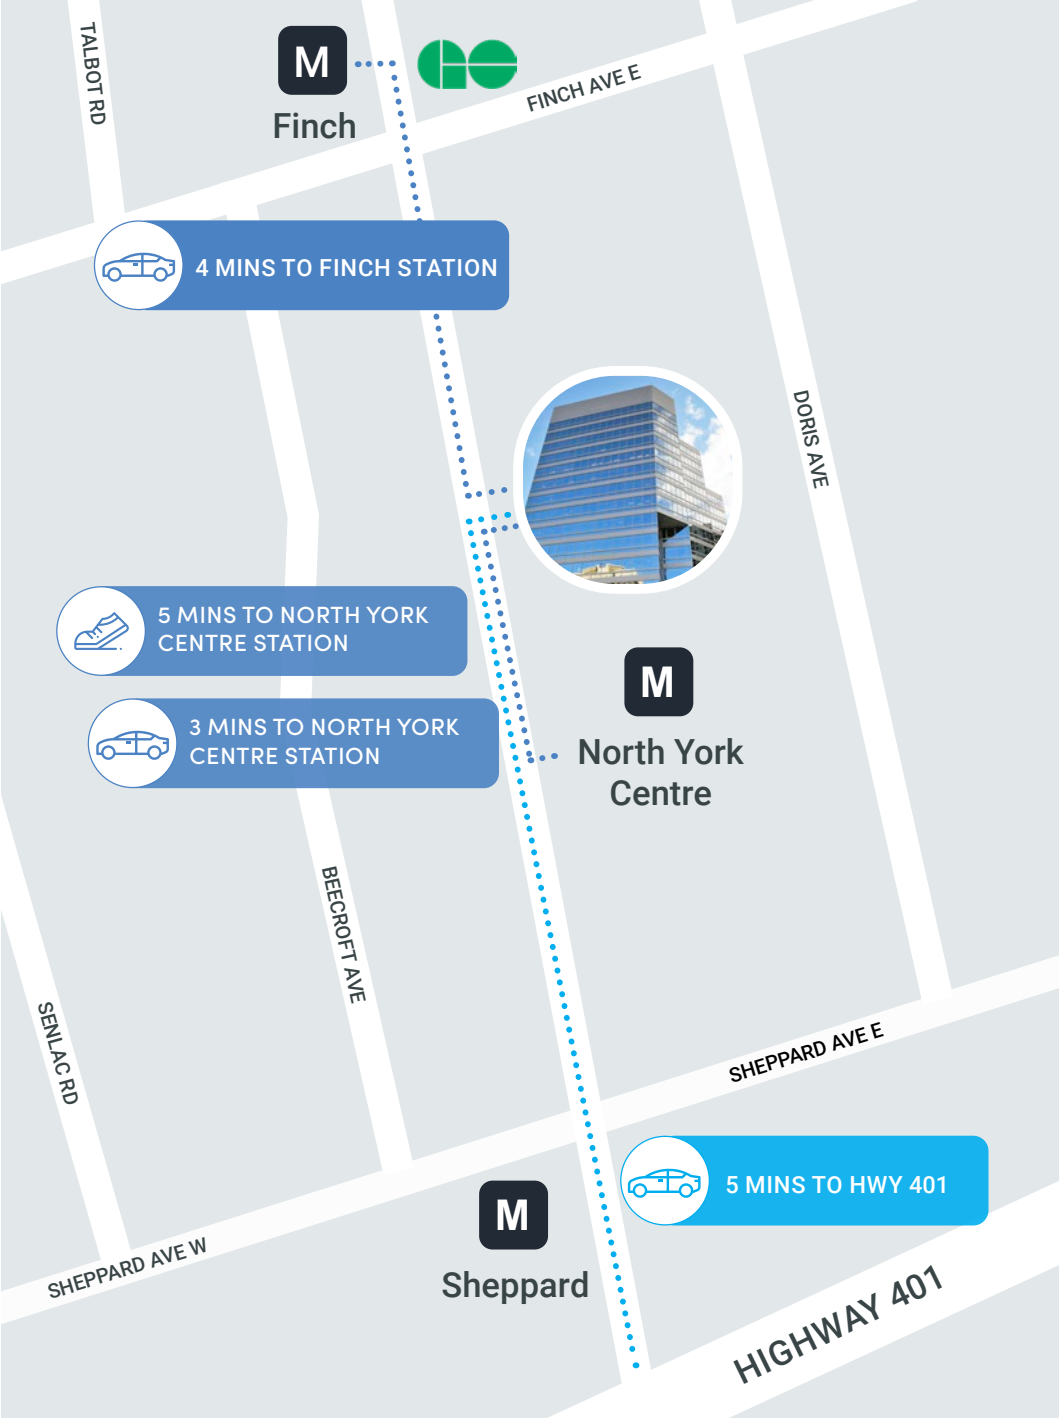 TALBOT RD
M
Finch
GO
FINCH AVE E
4 MINS TO FINCH STATION
DORIS AVE
5 MINS TO NORTH YORK
CENTRE STATION
M
North York
Centre
3 MINS TO NORTH YORK
CENTRE STATION
BEECROFT AVE
SENLAC RD
SHEPPARD AVE E
5 MINS TO HWY 401
M
Sheppard
SHEPPARD AVE W
HIGHWAY 401